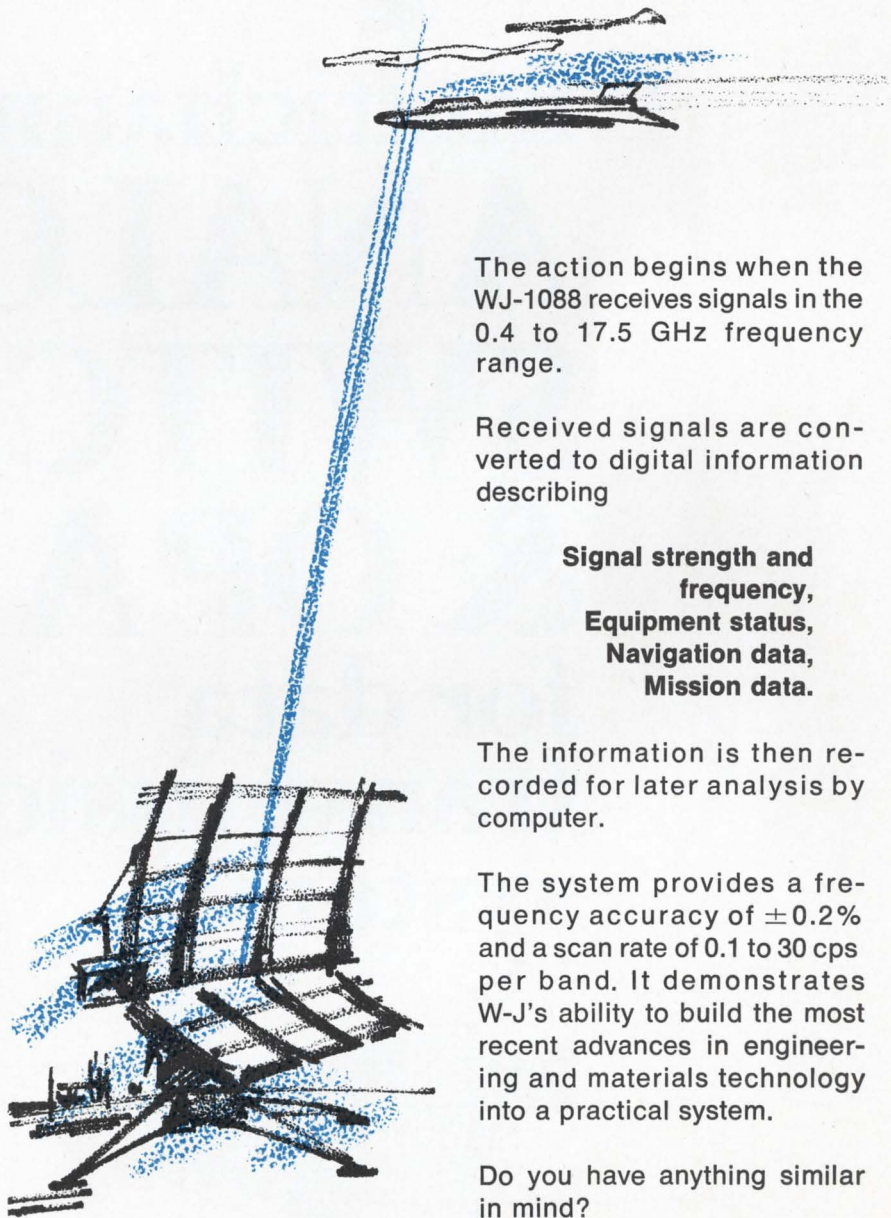 The action begins when the
WJ-1088 receives signals in the
0.4 to 17.5 GHz frequency
range.
Received signals are con-
verted to digital information
describing
Signal strength and
frequency,
Equipment status,
Navigation data,
Mission data.
The information is then re-
corded for later analysis by
computer.
The system provides a fre-
quency accuracy of ±0.2%
and a scan rate of 0.1 to 30 cps
per band. It demonstrates
W-J's ability to build the most
recent advances in engineer-
ing and materials technology
into a practical system.
Do you have anything similar
in mind?